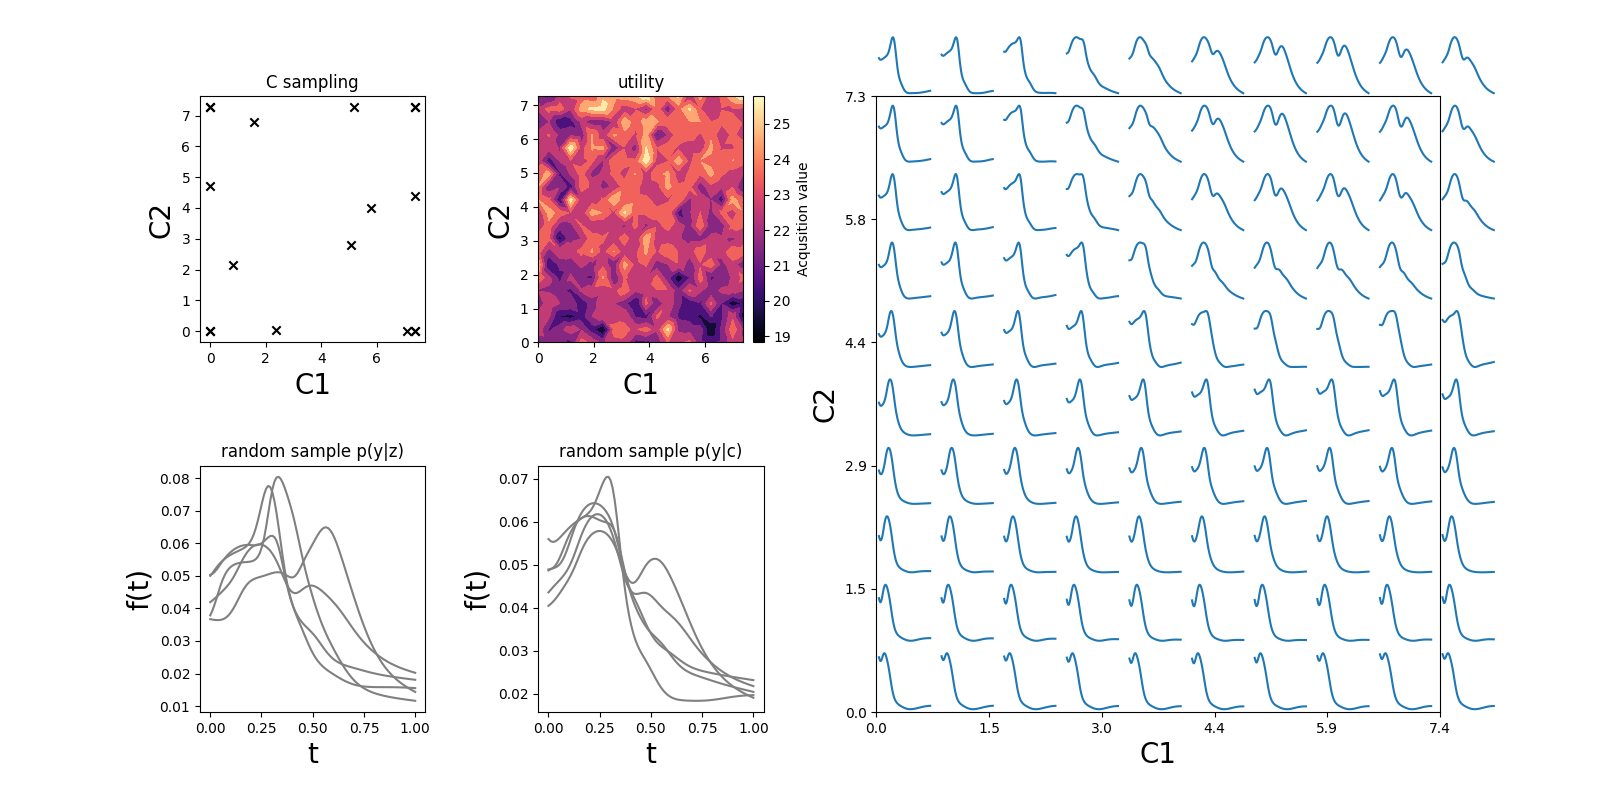 C sampling
7
6
5
4
3
2
1
0
C2
0 2 4 6
C1
utility
7
6
5
4
3
2
1
0
C2
0 2 4 6
C1
25
24
23
22
21
20
19
Acqusition value
random sample p(y|z)
0.08
0.07
0.06
0.05
0.04
0.03
0.02
0.01
f(t)
0.00 0.25 0.50 0.75 1.00
t
random sample p(y|c)
0.07
0.06
0.05
0.04
0.03
0.02
f(t)
0.00 0.25 0.50 0.75 1.00
t
7.3
5.8
4.4
2.9
1.5
0.0
C2
0.0 1.5 3.0 4.4 5.9 7.4
C1